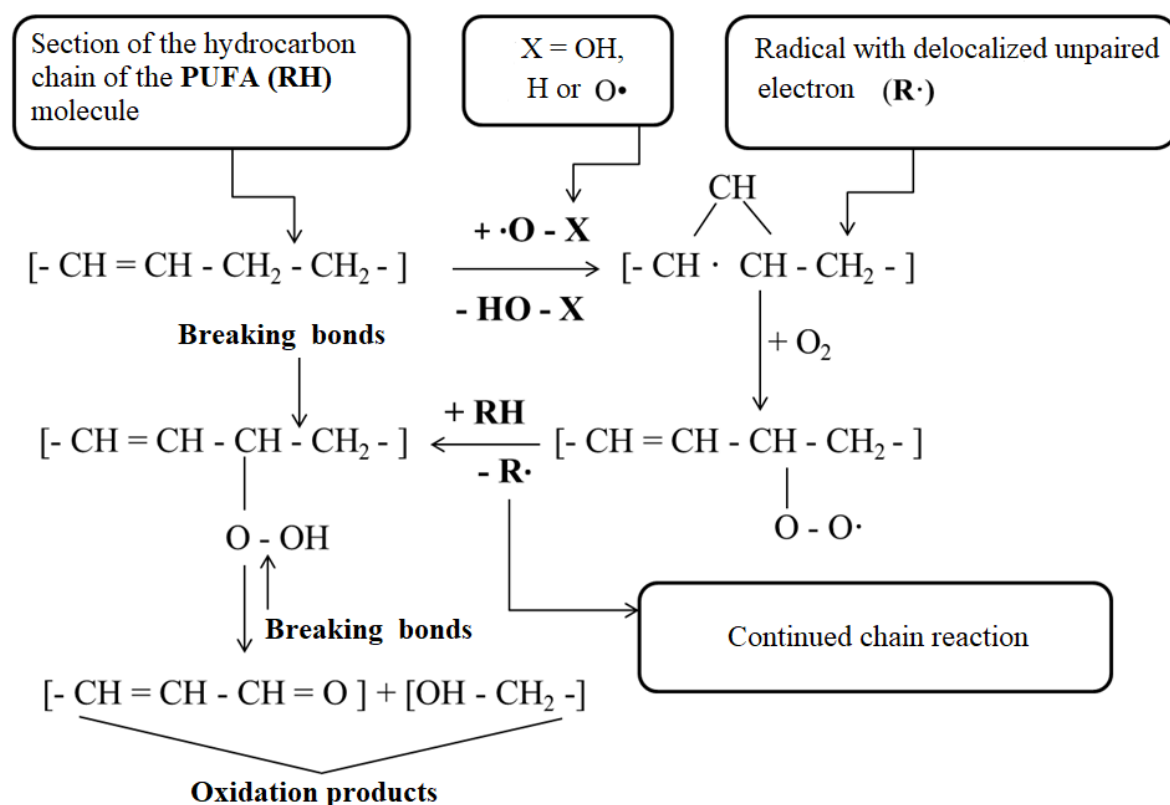 Section of the hydrocarbon
chain of the PUFA (RH)
molecule
X = OH,
H or O•
Radical with delocalized unpaired
electron (R·)
CH
+ ·O - X
[- CH = CH - CH₂ - CH₂ - ]
[- CH · CH - CH₂ - ]
- HO - X
Breaking bonds
+ O₂
+ RH
[- CH = CH - CH - CH₂ - ]
[- CH = CH - CH - CH₂ - ]
- R·
O - OH
O - O·
Breaking bonds
Continued chain reaction
[- CH = CH - CH = O ] + [OH - CH₂ -]
Oxidation products